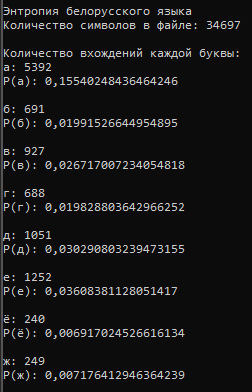 Энтропия белорусского языка
Количество символов в файле: 34697
Количество вхождений каждой буквы:
а: 5392
P(а): 0,15540248436464246
б: 691
P(б): 0,01991526644954895
в: 927
P(в): 0,026717007234054818
г: 688
P(г): 0,019828803642966252
д: 1051
P(д): 0,030290803239473155
е: 1252
P(е): 0,03608381128051417
ё: 240
P(ё): 0,006917024526616134
ж: 249
P(ж): 0,007176412946364239